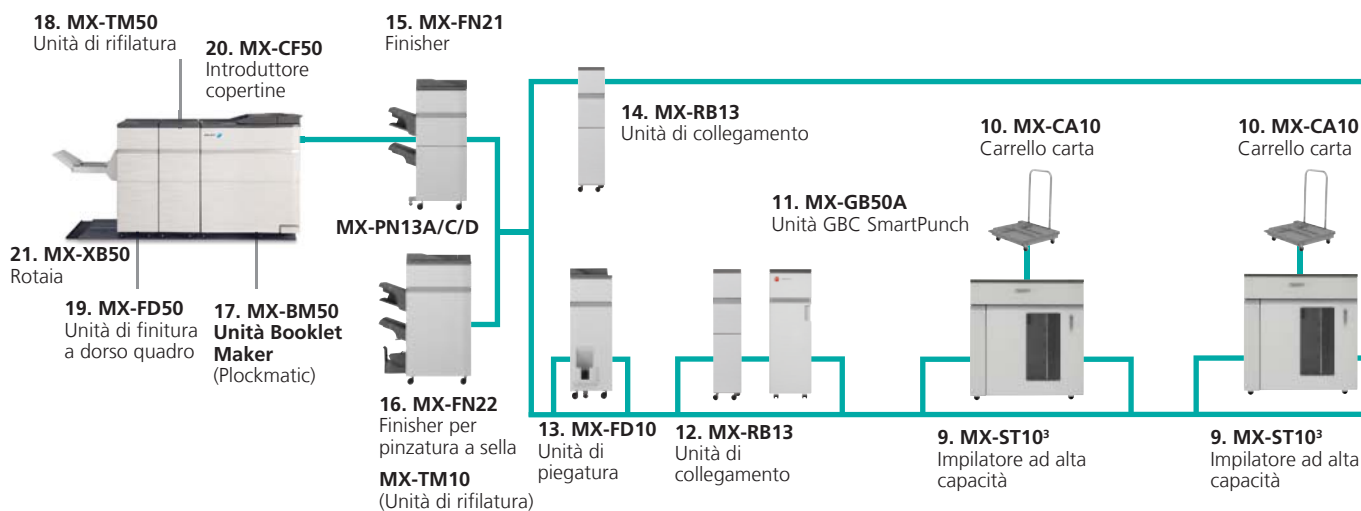 18. MX-TM50
Unità di rifilatura
20. MX-CF50
Introduttore
copertine
15. MX-FN21
Finisher
14. MX-RB13
Unità di collegamento
10. MX-CA10
Carrello carta
10. MX-CA10
Carrello carta
11. MX-GB50A
Unità GBC SmartPunch
MX-PN13A/C/D
21. MX-XB50
Rotaia
19. MX-FD50
Unità di finitura
a dorso quadro
17. MX-BM50
Unità Booklet
Maker
(Plockmatic)
16. MX-FN22
Finisher per
pinzatura a sella
MX-TM10
(Unità di rifilatura)
13. MX-FD10
Unità di
piegatura
12. MX-RB13
Unità di
collegamento
9. MX-ST10³
Impilatore ad alta
capacità
9. MX-ST10³
Impilatore ad alta
capacità